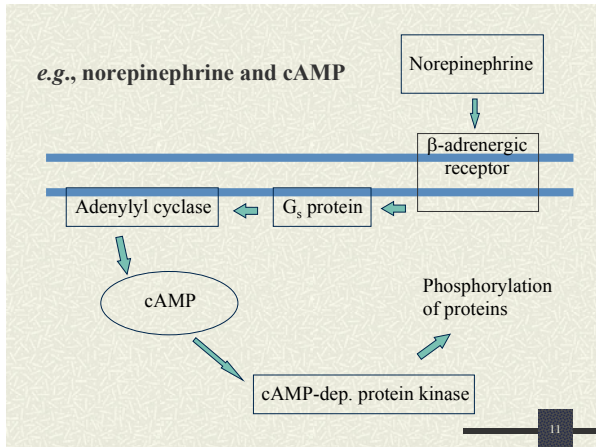 e.g., norepinephrine and cAMP
Norepinephrine
β-adrenergic
receptor
Adenylyl cyclase
Gs protein
cAMP
Phosphorylation
of proteins
cAMP-dep. protein kinase
11